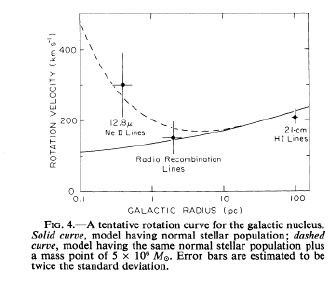 ROTATION VELOCITY (km s⁻¹)
400
200
0
12.8μ
Ne II Lines
Radio Recombination
Lines
21-cm
HI Lines
0.1
1
10
100
GALACTIC RADIUS (pc)
FIG. 4.—A tentative rotation curve for the galactic nucleus.
Solid curve, model having normal stellar population; dashed
curve, model having the same normal stellar population plus
a mass point of 5 × 10⁶ M⊙. Error bars are estimated to be
twice the standard deviation.